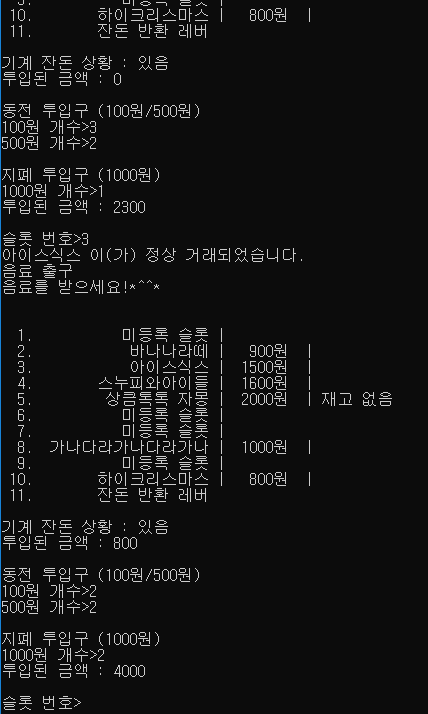 10. 하이크리스마스 | 800원 |
11. 잔돈 반환 레버
기계 잔돈 상황 : 있음
투입된 금액 : 0
동전 투입구 (100원/500원)
100원 개수>3
500원 개수>2
지폐 투입구 (1000원)
1000원 개수>1
투입된 금액 : 2300
슬롯 번호>3
아이스식스 이(가) 정상 거래되었습니다.
음료 출구
음료를 받으세요!*^^*
1. 미등록 슬롯 |
2. 바나나라떼 | 900원 |
3. 아이스식스 | 1500원 |
4. 스누피와아이들 | 1600원 |
5. 상큼톡톡 자몽 | 2000원 | 재고 없음
6. 미등록 슬롯 |
7. 미등록 슬롯 |
8. 가나다라가나다라가나 | 1000원 |
9. 미등록 슬롯 |
10. 하이크리스마스 | 800원 |
11. 잔돈 반환 레버
기계 잔돈 상황 : 있음
투입된 금액 : 800
동전 투입구 (100원/500원)
100원 개수>2
500원 개수>2
지폐 투입구 (1000원)
1000원 개수>2
투입된 금액 : 4000
슬롯 번호>